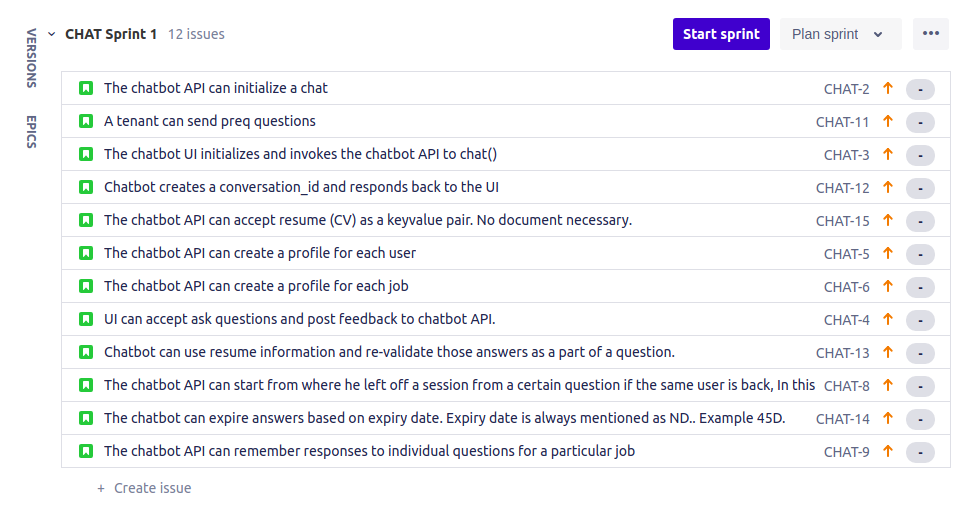 VERSIONS
EPICS
CHAT Sprint 1 12 issues Start sprint Plan sprint •••
The chatbot API can initialize a chat CHAT-2 -
A tenant can send preq questions CHAT-11 -
The chatbot UI initializes and invokes the chatbot API to chat() CHAT-3 -
Chatbot creates a conversation_id and responds back to the UI CHAT-12 -
The chatbot API can accept resume (CV) as a keyvalue pair. No document necessary. CHAT-15 -
The chatbot API can create a profile for each user CHAT-5 -
The chatbot API can create a profile for each job CHAT-6 -
UI can accept ask questions and post feedback to chatbot API. CHAT-4 -
Chatbot can use resume information and re-validate those answers as a part of a question. CHAT-13 -
The chatbot API can start from where he left off a session from a certain question if the same user is back, In this CHAT-8 -
The chatbot can expire answers based on expiry date. Expiry date is always mentioned as ND.. Example 45D. CHAT-14 -
The chatbot API can remember responses to individual questions for a particular job CHAT-9 -
+ Create issue